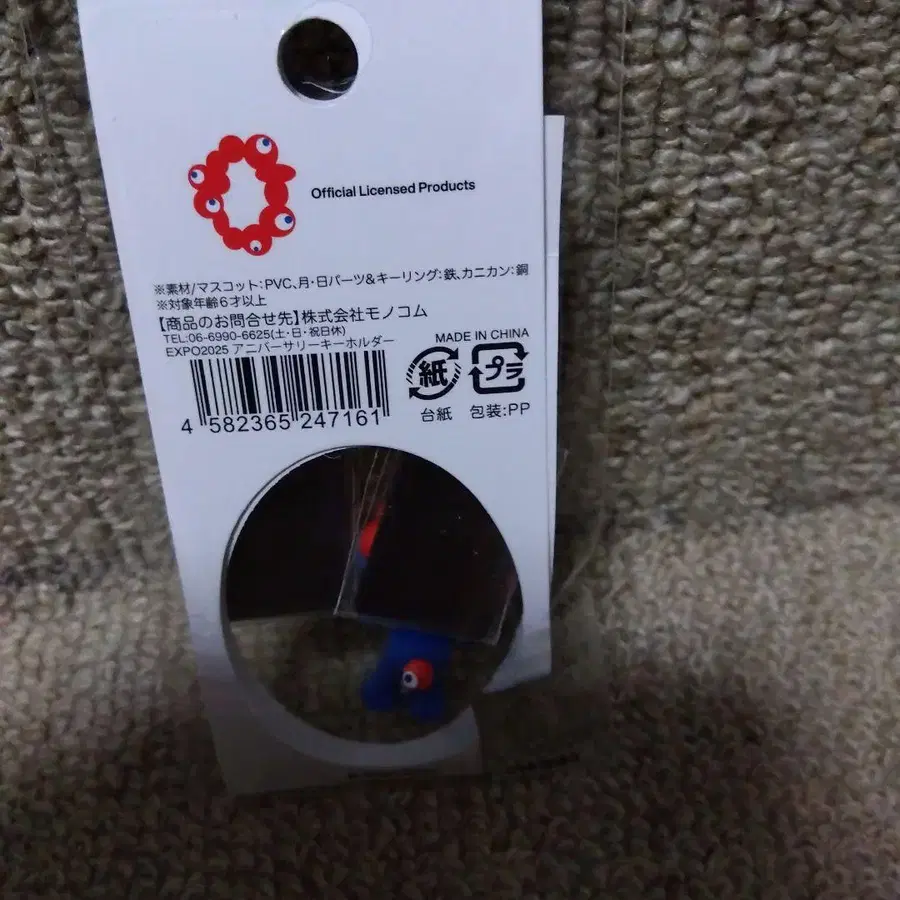 Official Licensed Products
※素材/マスコット:PVC、月・日パーツ&キーリング:鉄、カニカン:銅
※対象年齢6才以上
【商品のお問合せ先】株式会社モノコム
TEL:06-6990-6625(土・日・祝日休)
EXPO2025 アニバーサリーキーホルダー
MADE IN CHINA
紙
プラ
台紙 包装:PP
4 582365 247161